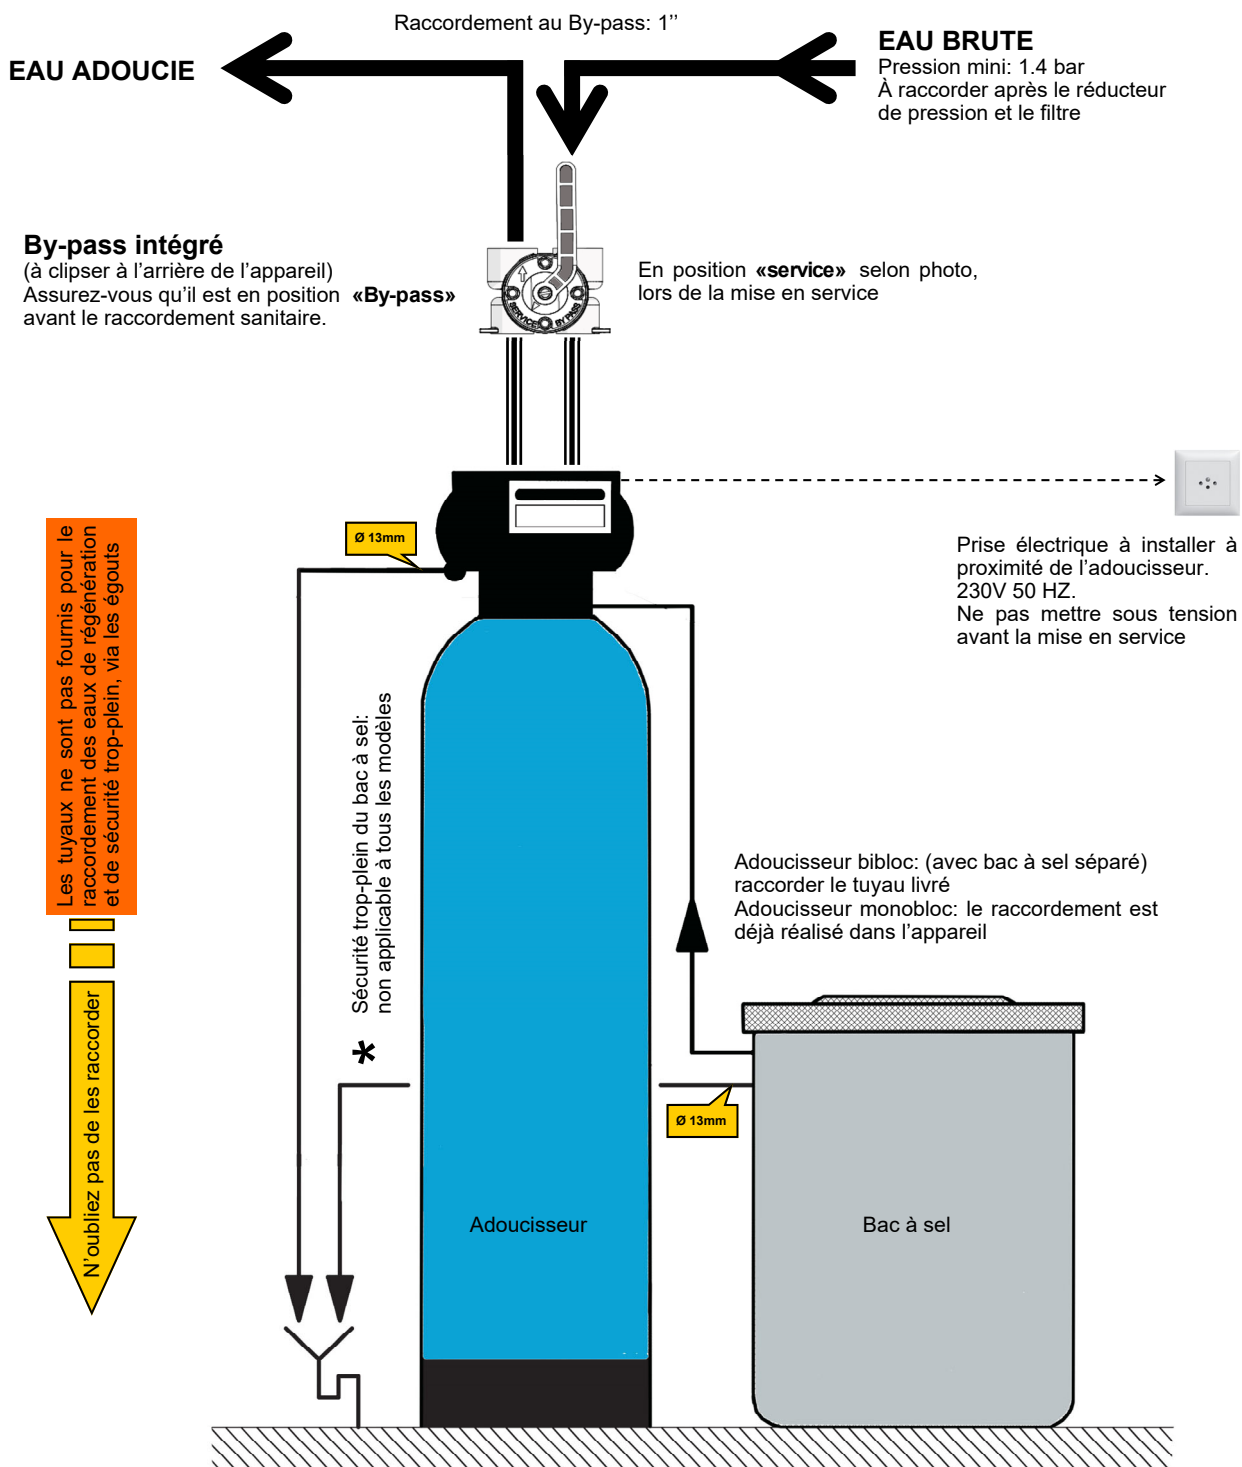 Raccordement au By-pass: 1’’
EAU ADOUCIE
EAU BRUTE
Pression mini: 1.4 bar
À raccorder après le réducteur
de pression et le filtre
By-pass intégré
(à clipser à l’arrière de l’appareil)
Assurez-vous qu’il est en position «By-pass»
avant le raccordement sanitaire.
En position «service» selon photo,
lors de la mise en service
SERVICE BY PASS
Ø 13mm
Prise électrique à installer à
proximité de l’adoucisseur.
230V 50 HZ.
Ne pas mettre sous tension
avant la mise en service
Les tuyaux ne sont pas fournis pour le
raccordement des eaux de régénération
et de sécurité trop-plein, via les égouts
N’oubliez pas de les raccorder
* Sécurité trop-plein du bac à sel:
non applicable à tous les modèles
Adoucisseur bibloc: (avec bac à sel séparé)
raccorder le tuyau livré
Adoucisseur monobloc: le raccordement est
déjà réalisé dans l’appareil
Ø 13mm
Adoucisseur
Bac à sel